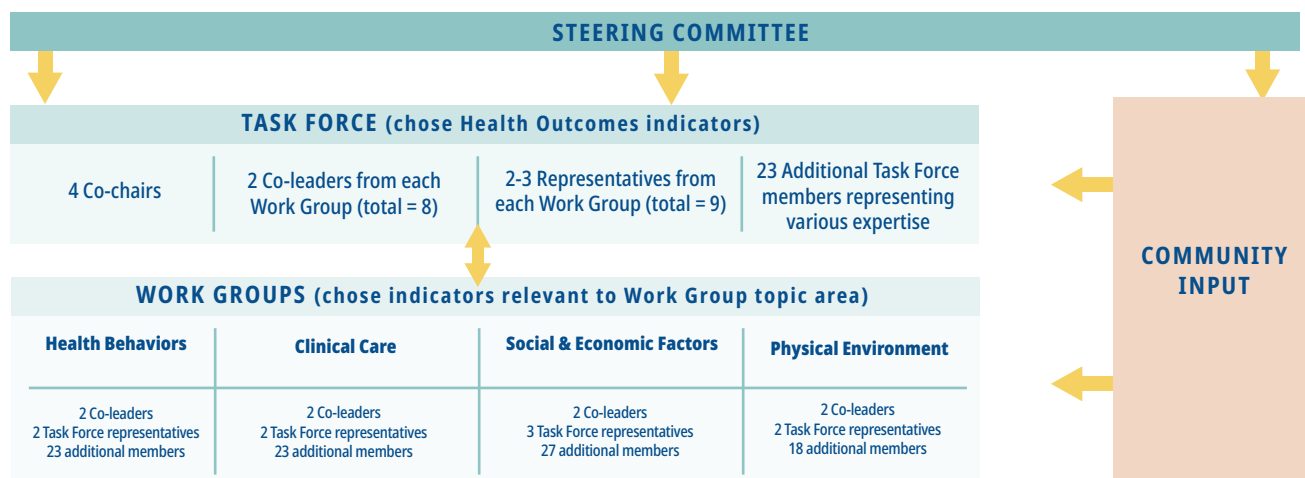 STEERING COMMITTEE
TASK FORCE (chose Health Outcomes indicators)
4 Co-chairs
2 Co-leaders from each
Work Group (total = 8)
2-3 Representatives from
each Work Group (total = 9)
23 Additional Task Force
members representing
various expertise
COMMUNITY
INPUT
WORK GROUPS (chose indicators relevant to Work Group topic area)
Health Behaviors
Clinical Care
Social & Economic Factors
Physical Environment
2 Co-leaders
2 Task Force representatives
23 additional members
2 Co-leaders
2 Task Force representatives
23 additional members
2 Co-leaders
3 Task Force representatives
27 additional members
2 Co-leaders
2 Task Force representatives
18 additional members